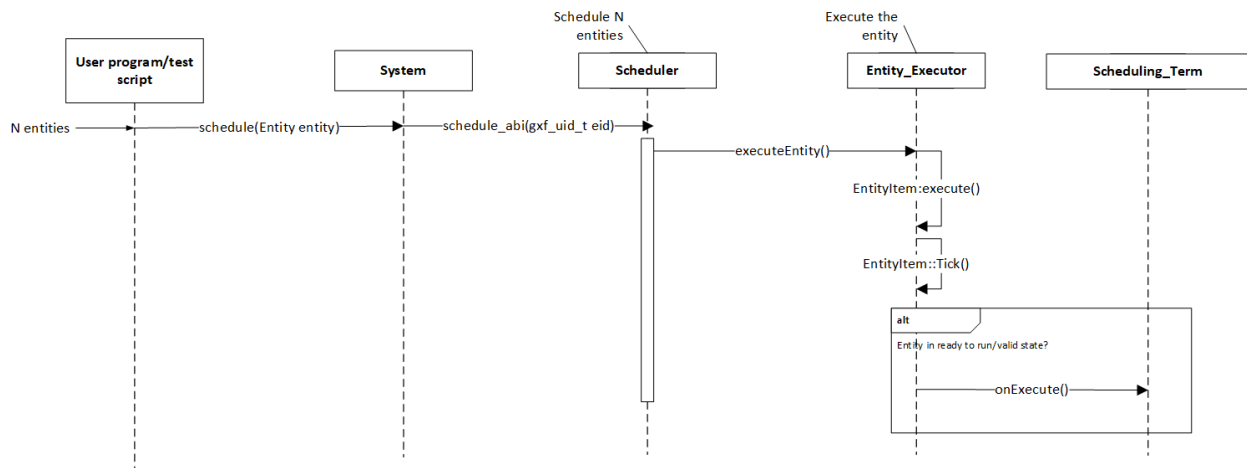 Schedule N
entities
Execute the
entity
User program/test
script
System
Scheduler
Entity_Executor
Scheduling_Term
N entities
schedule(Entity entity)
schedule_abi(gxf_uid_t eid)
executeEntity()
EntityItem:execute()
EntityItem::Tick()
alt
Entity in ready to run/valid state?
onExecute()